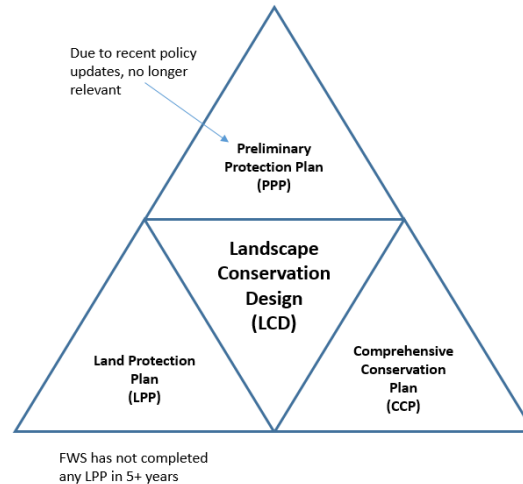 Due to recent policy
updates, no longer
relevant
Preliminary
Protection Plan
(PPP)
Landscape
Conservation
Design
(LCD)
Land Protection
Plan
(LPP)
Comprehensive
Conservation
Plan
(CCP)
FWS has not completed
any LPP in 5+ years